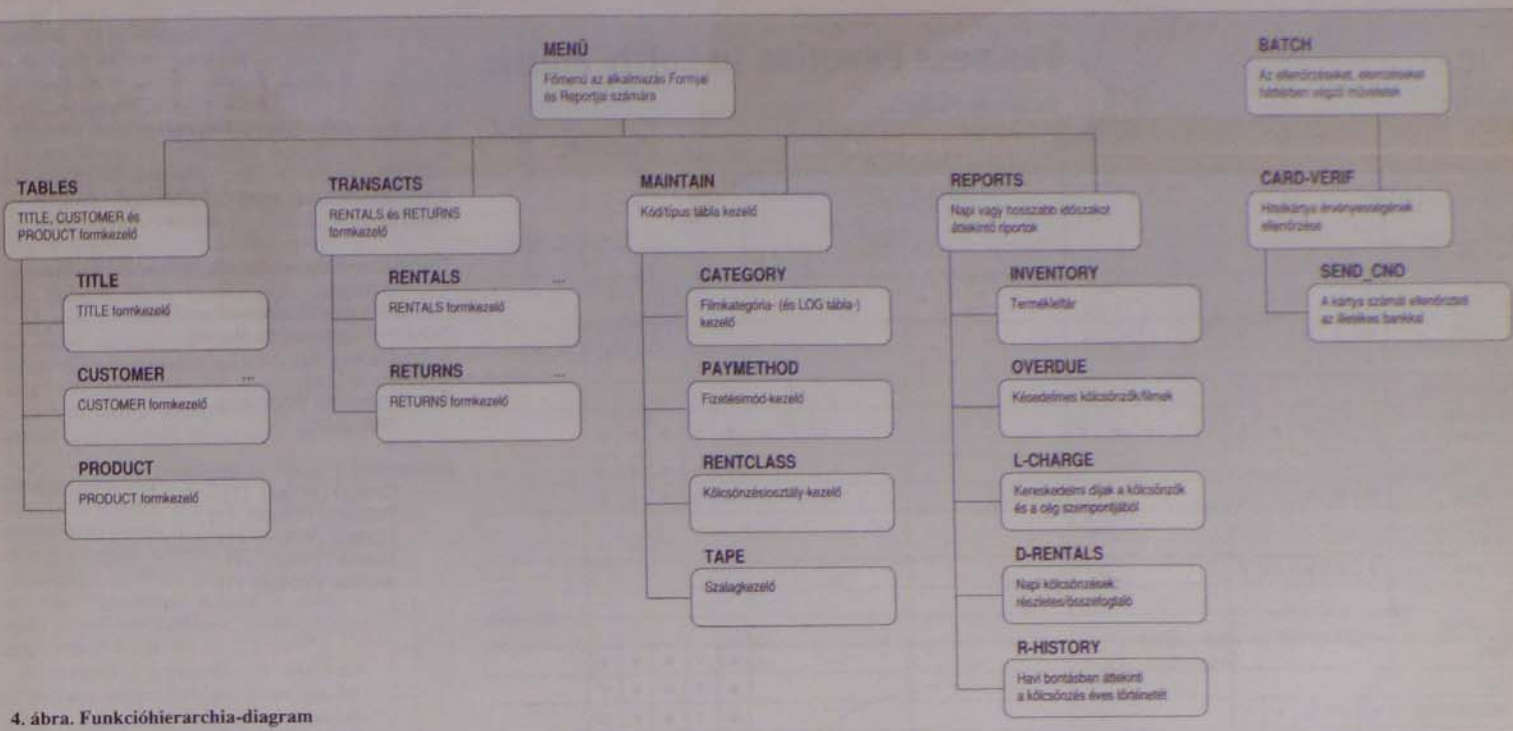 MENÜ
Főmenü az alkalmazás Formjai
és Reportjai számára
BATCH
Az ellenőrzéseket, elemzéseket
háttérben végző műveletek
TABLES
TITLE, CUSTOMER és
PRODUCT formkezelő
TITLE
TITLE formkezelő
CUSTOMER ...
CUSTOMER formkezelő
PRODUCT
PRODUCT formkezelő
TRANSACTS
RENTALS és RETURNS
formkezelő
RENTALS ...
RENTALS formkezelő
RETURNS ...
RETURNS formkezelő
MAINTAIN
Kód/típus tábla kezelő
CATEGORY
Filmkategória- (és LOG tábla-)
kezelő
PAYMETHOD
Fizetésimód-kezelő
RENTCLASS
Kölcsönzésiosztály-kezelő
TAPE
Szalagkezelő
REPORTS
Napi vagy hosszabb időszakot
áttekintő riportok
INVENTORY
Termékleltár
OVERDUE
Késedelmes kölcsönzők/filmek
L-CHARGE
Kereskedelmi díjak a kölcsönzők
és a cég szempontjából
D-RENTALS
Napi kölcsönzések:
részletes/összefoglaló
R-HISTORY
Havi bontásban áttekinti
a kölcsönzés éves történetét
CARD-VERIF
Hitelkártya érvényességének
ellenőrzése
SEND_CNO
A kártya számát ellenőrizteti
az illetékes bankkal
4. ábra. Funkcióhierarchia-diagram